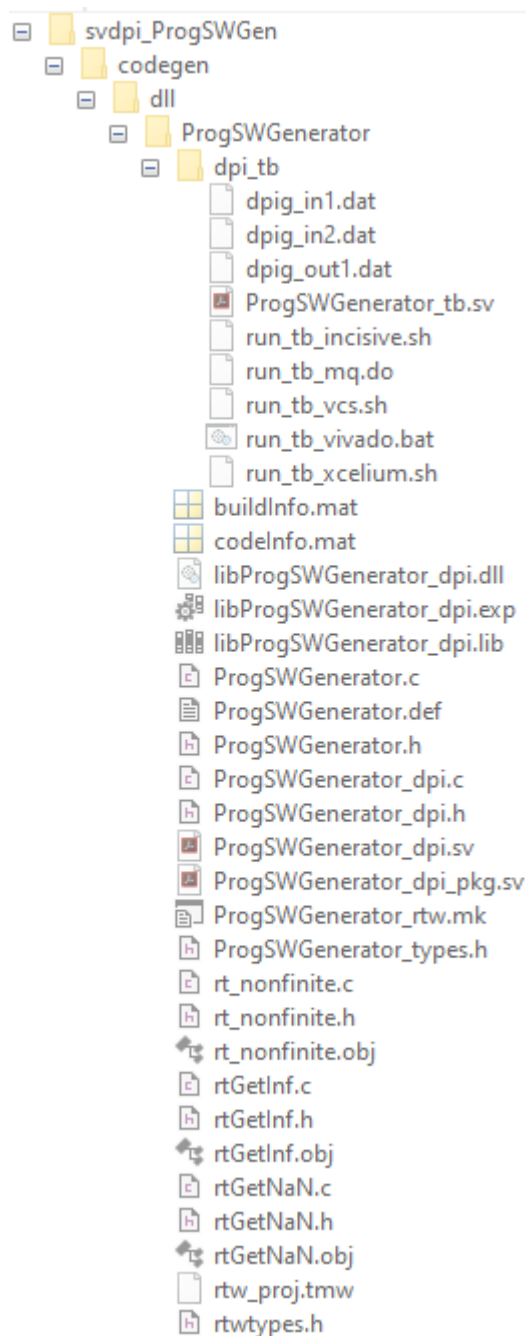 svdpi_ProgSWGen
codegen
dll
ProgSWGenerator
dpi_tb
dpig_in1.dat
dpig_in2.dat
dpig_out1.dat
ProgSWGenerator_tb.sv
run_tb_incisive.sh
run_tb_mq.do
run_tb_vcs.sh
run_tb_vivado.bat
run_tb_xcelium.sh
buildInfo.mat
codeInfo.mat
libProgSWGenerator_dpi.dll
libProgSWGenerator_dpi.exp
libProgSWGenerator_dpi.lib
ProgSWGenerator.c
ProgSWGenerator.def
ProgSWGenerator.h
ProgSWGenerator_dpi.c
ProgSWGenerator_dpi.h
ProgSWGenerator_dpi.sv
ProgSWGenerator_dpi_pkg.sv
ProgSWGenerator_rtw.mk
ProgSWGenerator_types.h
rt_nonfinite.c
rt_nonfinite.h
rt_nonfinite.obj
rtGetInf.c
rtGetInf.h
rtGetInf.obj
rtGetNaN.c
rtGetNaN.h
rtGetNaN.obj
rtw_proj.tmw
rtwtypes.h